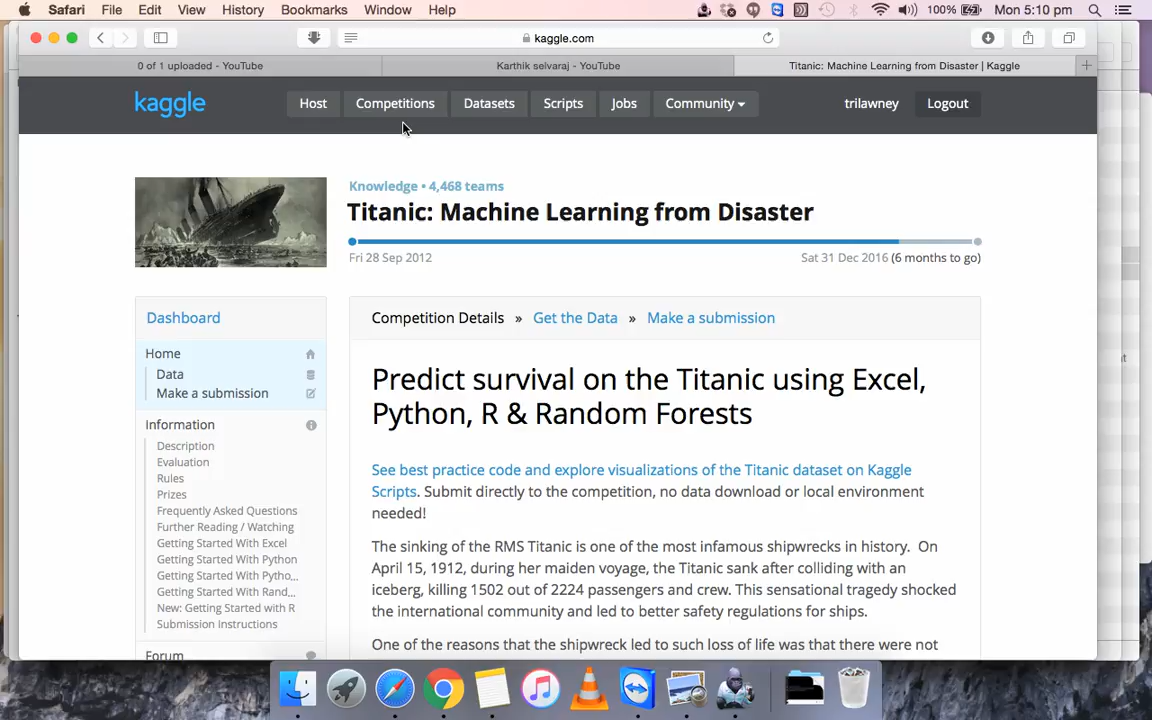 Safari File Edit View History Bookmarks Window Help 100% Mon 5:10 pm
kaggle.com
0 of 1 uploaded - YouTube Karthik selvaraj - YouTube Titanic: Machine Learning from Disaster | Kaggle
kaggle Host Competitions Datasets Scripts Jobs Community trilawney Logout
Knowledge • 4,468 teams
Titanic: Machine Learning from Disaster
Fri 28 Sep 2012 Sat 31 Dec 2016 (6 months to go)
Dashboard
Home
Data
Make a submission
Information
Description
Evaluation
Rules
Prizes
Frequently Asked Questions
Further Reading / Watching
Getting Started With Excel
Getting Started With Python
Getting Started With Pytho...
Getting Started With Rand...
New: Getting Started with R
Submission Instructions
Forum
Competition Details » Get the Data » Make a submission
Predict survival on the Titanic using Excel,
Python, R & Random Forests
See best practice code and explore visualizations of the Titanic dataset on Kaggle
Scripts. Submit directly to the competition, no data download or local environment
needed!
The sinking of the RMS Titanic is one of the most infamous shipwrecks in history.  On
April 15, 1912, during her maiden voyage, the Titanic sank after colliding with an
iceberg, killing 1502 out of 2224 passengers and crew. This sensational tragedy shocked
the international community and led to better safety regulations for ships.
One of the reasons that the shipwreck led to such loss of life was that there were not